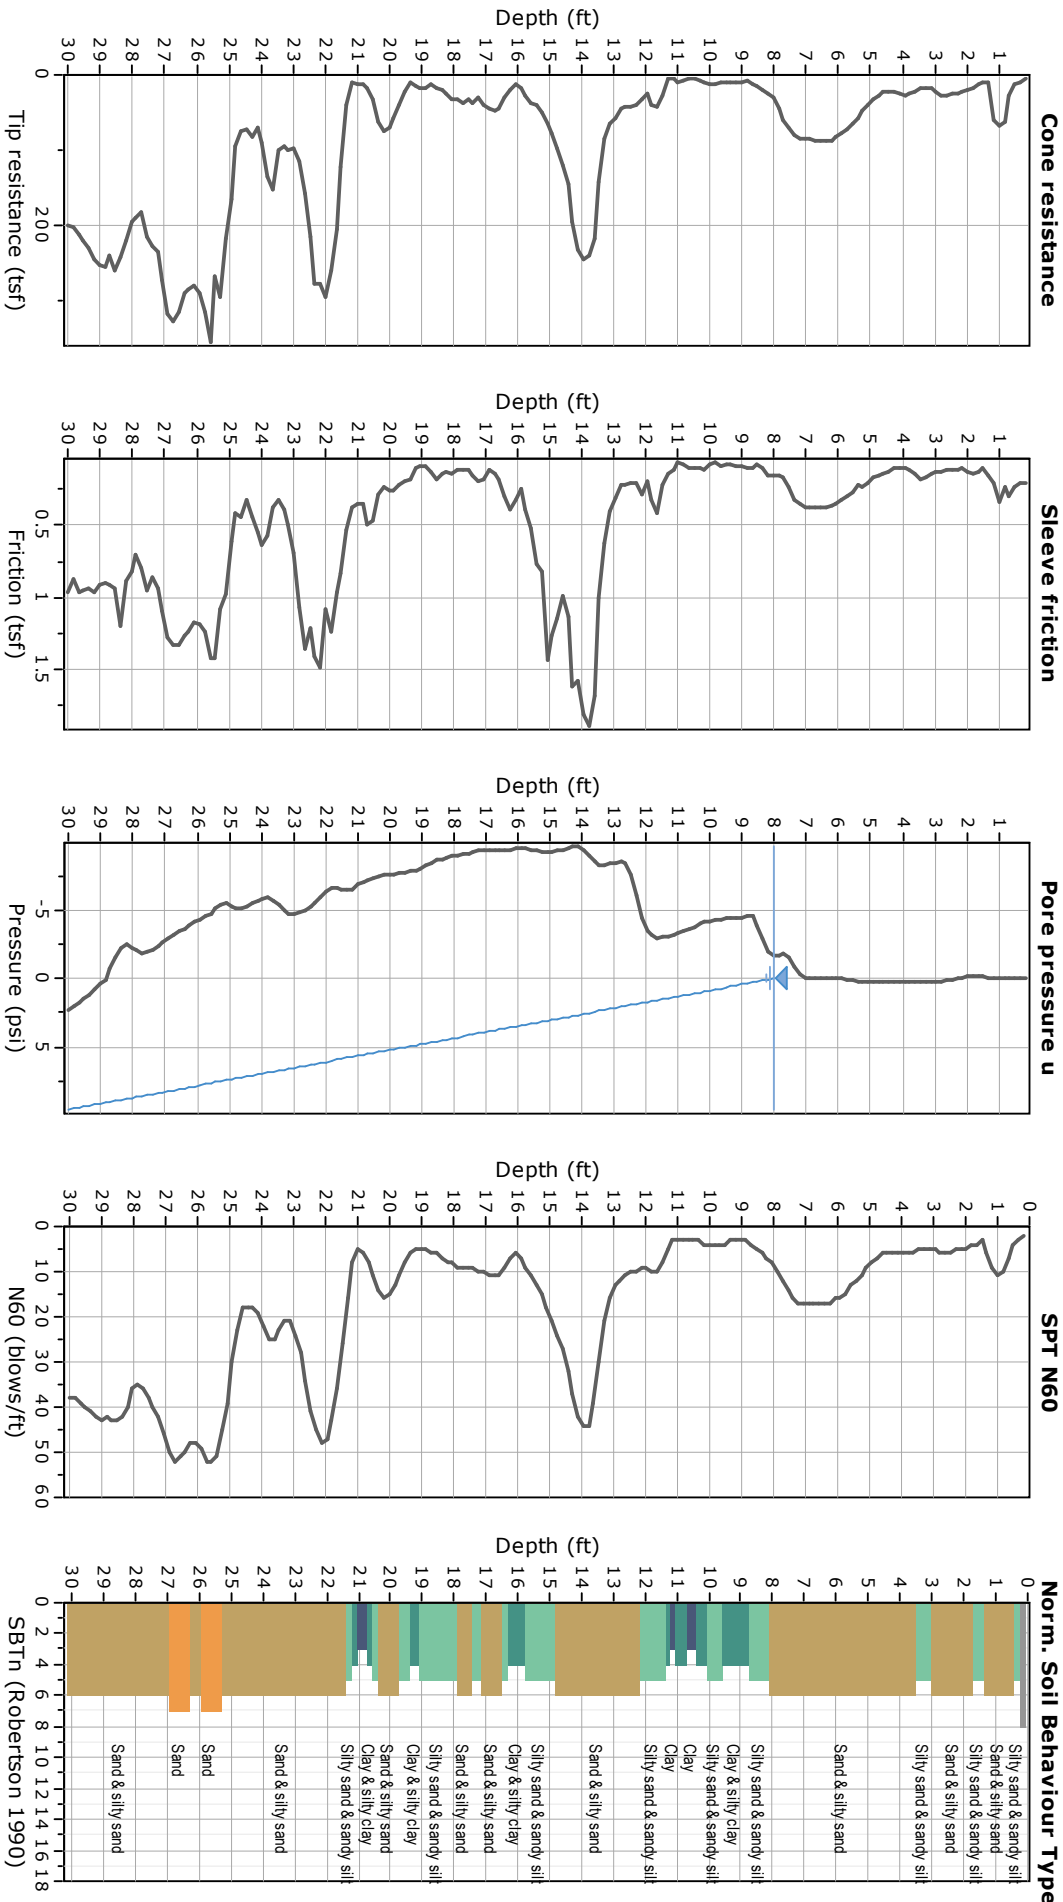 Cone resistance
Depth (ft)
1 2 3 4 5 6 7 8 9 10 11 12 13 14 15 16 17 18 19 20 21 22 23 24 25 26 27 28 29 30
0 200
Tip resistance (tsf)
Sleeve friction
Depth (ft)
1 2 3 4 5 6 7 8 9 10 11 12 13 14 15 16 17 18 19 20 21 22 23 24 25 26 27 28 29 30
0.5 1 1.5
Friction (tsf)
Pore pressure u
Depth (ft)
1 2 3 4 5 6 7 8 9 10 11 12 13 14 15 16 17 18 19 20 21 22 23 24 25 26 27 28 29 30
-5 0 5
Pressure (psi)
SPT N60
Depth (ft)
0 1 2 3 4 5 6 7 8 9 10 11 12 13 14 15 16 17 18 19 20 21 22 23 24 25 26 27 28 29 30
0 10 20 30 40 50 60
N60 (blows/ft)
Norm. Soil Behaviour Type
Depth (ft)
0 1 2 3 4 5 6 7 8 9 10 11 12 13 14 15 16 17 18 19 20 21 22 23 24 25 26 27 28 29 30
Silty sand & sandy silt
Sand & silty sand
Silty sand & sandy silt
Sand & silty sand
Silty sand & sandy silt
Sand & silty sand
Silty sand & sandy silt
Clay & silty clay
Silty sand & sandy silt
Clay
Clay
Silty sand & sandy silt
Sand & silty sand
Silty sand & sandy silt
Clay & silty clay
Sand & silty sand
Sand & silty sand
Silty sand & sandy silt
Clay & silty clay
Sand & silty sand
Clay & silty clay
Silty sand & sandy silt
Sand & silty sand
Sand
Sand
Sand & silty sand
0 2 4 6 8 10 12 14 16 18
SBTn (Robertson 1990)